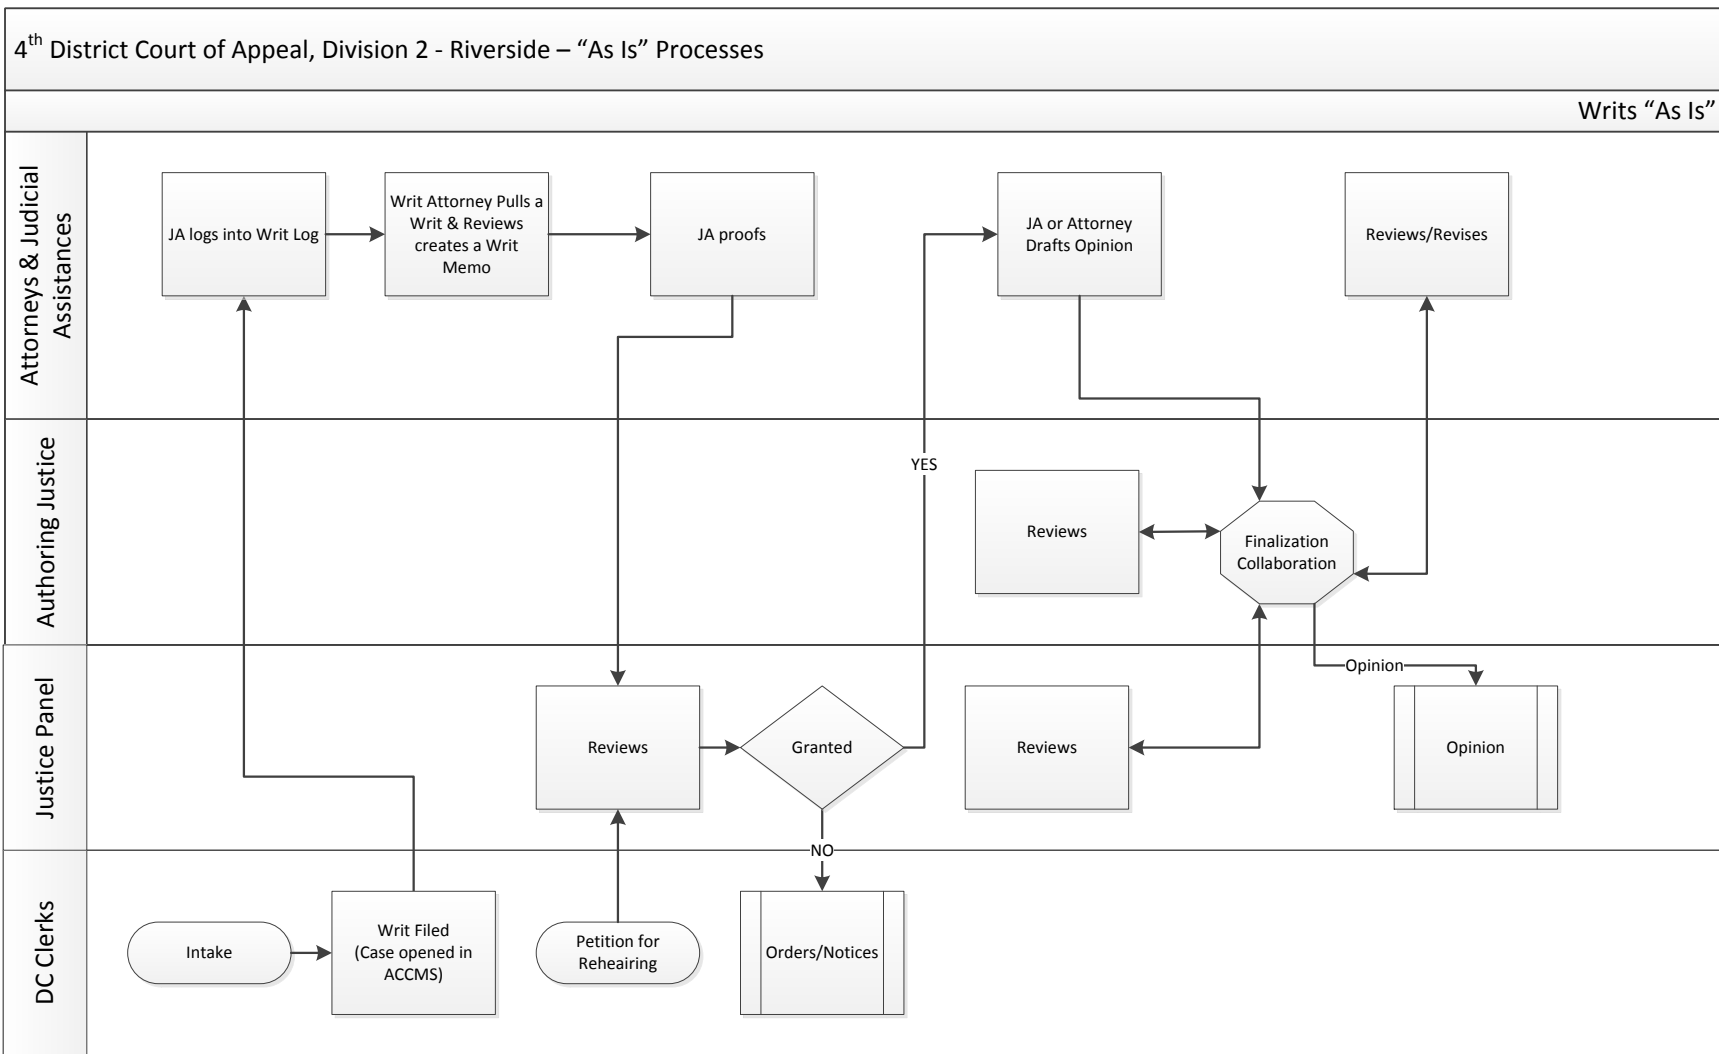 4th District Court of Appeal, Division 2 - Riverside – “As Is” Processes
Writs “As Is”
Attorneys & Judicial
Assistances
JA logs into Writ Log
Writ Attorney Pulls a
Writ & Reviews
creates a Writ
Memo
JA proofs
JA or Attorney
Drafts Opinion
Reviews/Revises
Authoring Justice
YES
Reviews
Finalization
Collaboration
Justice Panel
Reviews
Granted
Reviews
Opinion
Opinion
NO
DC Clerks
Intake
Writ Filed
(Case opened in
ACCMS)
Petition for
Reheairing
Orders/Notices